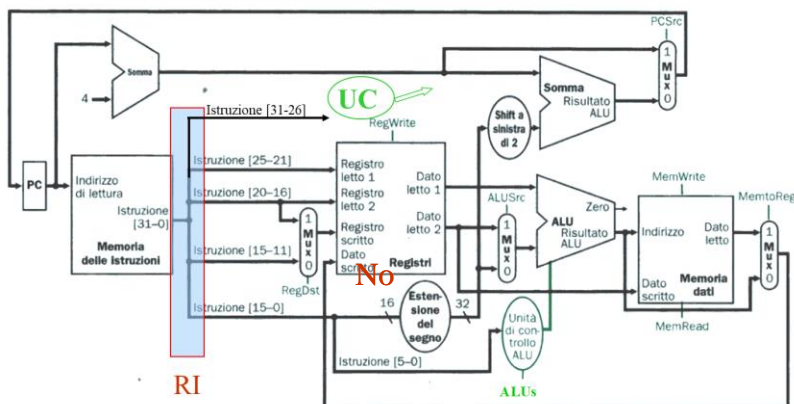 PCSrc
1
Mux
0
Somma
4
Somma
Risultato
ALU
Shift a
sinistra
di 2
Istruzione [31-26]
UC
RegWrite
PC
Indirizzo
di lettura
Istruzione
[31–0]
Memoria
delle istruzioni
RI
Istruzione [25–21]
Istruzione [20–16]
Istruzione [15–11]
Istruzione [15–0]
1
Mux
0
RegDst
Registro
letto 1
Registro
letto 2
Registro
scritto
Dato
scritto
Dato
letto 1
Dato
letto 2
Registri
No
16
Estensione
del
segno
32
Istruzione [5–0]
ALUSrc
1
Mux
0
Zero
ALU
Risultato
ALU
Unità
di controllo
ALU
ALUs
MemWrite
Indirizzo
Dato
letto
Dato
scritto
Memoria
dati
MemRead
MemtoReg
1
Mux
0